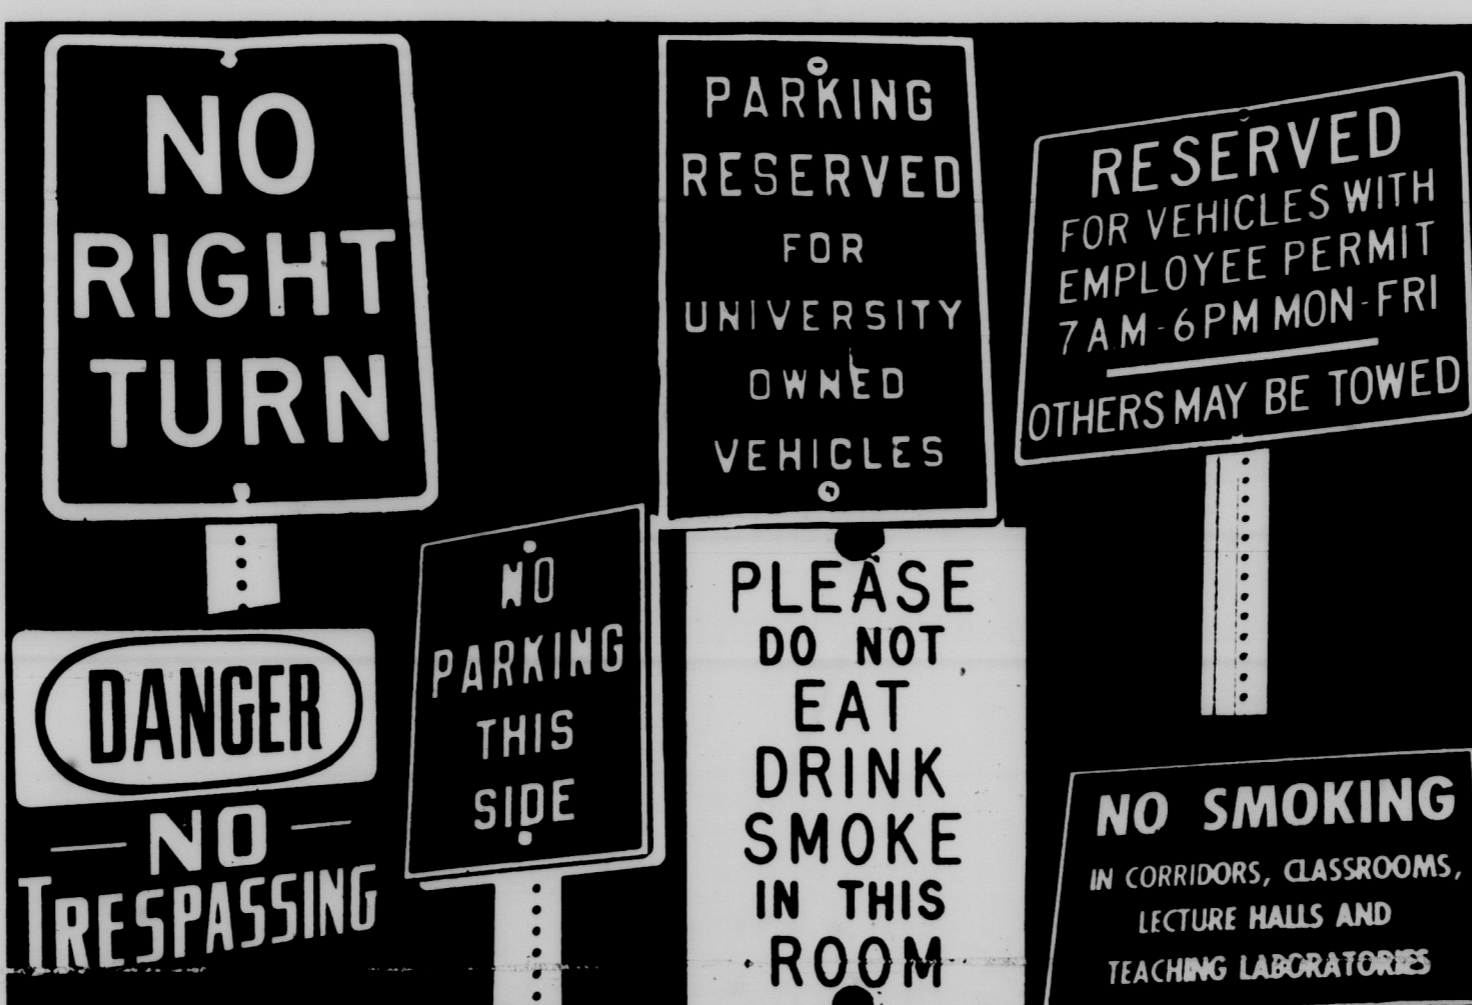 NO
RIGHT
TURN
PARKING
RESERVED
FOR
UNIVERSITY
OWNED
VEHICLES
RESERVED
FOR VEHICLES WITH
EMPLOYEE PERMIT
7 AM-6PM MON-FRI
OTHERS MAY BE TOWED
DANGER
NO
TRESPASSING
NO
PARKING
THIS
SIDE
PLEASE
DO NOT
EAT
DRINK
SMOKE
IN THIS
ROOM
NO SMOKING
IN CORRIDORS, CLASSROOMS,
LECTURE HALLS AND
TEACHING LABORATORIES